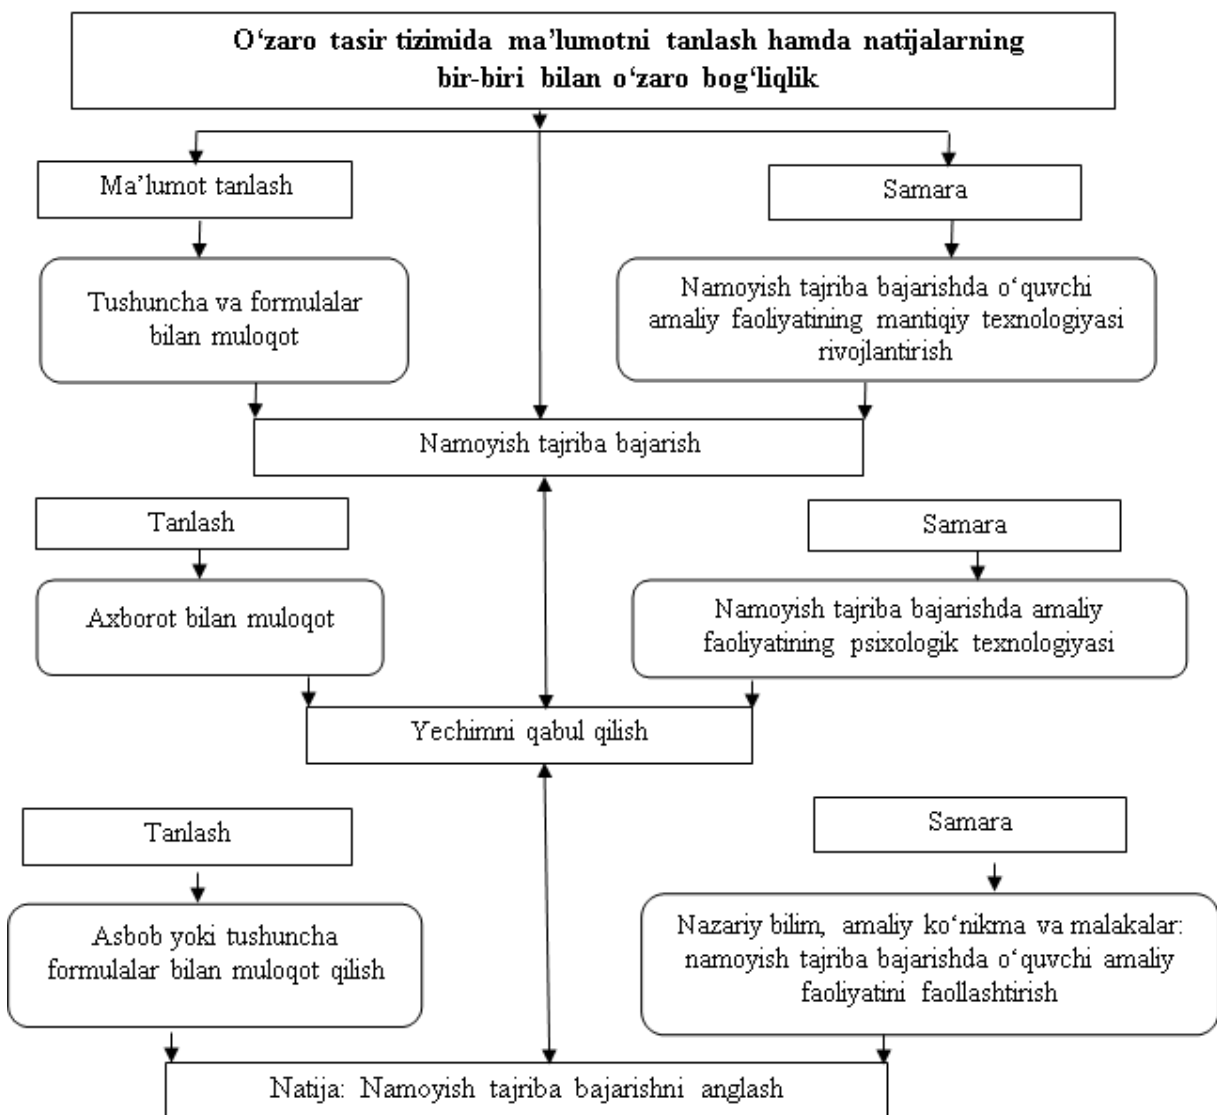 O‘zaro tasir tizimida ma’lumotni tanlash hamda natijalarning
bir-biri bilan o‘zaro bog‘liqlik
Ma’lumot tanlash
Samara
Tushuncha va formulalar
bilan muloqot
Namoyish tajriba bajarishda o‘quvchi
amaliy faoliyatining mantiqiy texnologiyasi
rivojlantirish
Namoyish tajriba bajarish
Tanlash
Samara
Axborot bilan muloqot
Namoyish tajriba bajarishda amaliy
faoliyatining psixologik texnologiyasi
Yechimni qabul qilish
Tanlash
Samara
Asbob yoki tushuncha
formulalar bilan muloqot qilish
Nazariy bilim, amaliy ko‘nikma va malakalar:
namoyish tajriba bajarishda o‘quvchi amaliy
faoliyatini faollashtirish
Natija: Namoyish tajriba bajarishni anglash